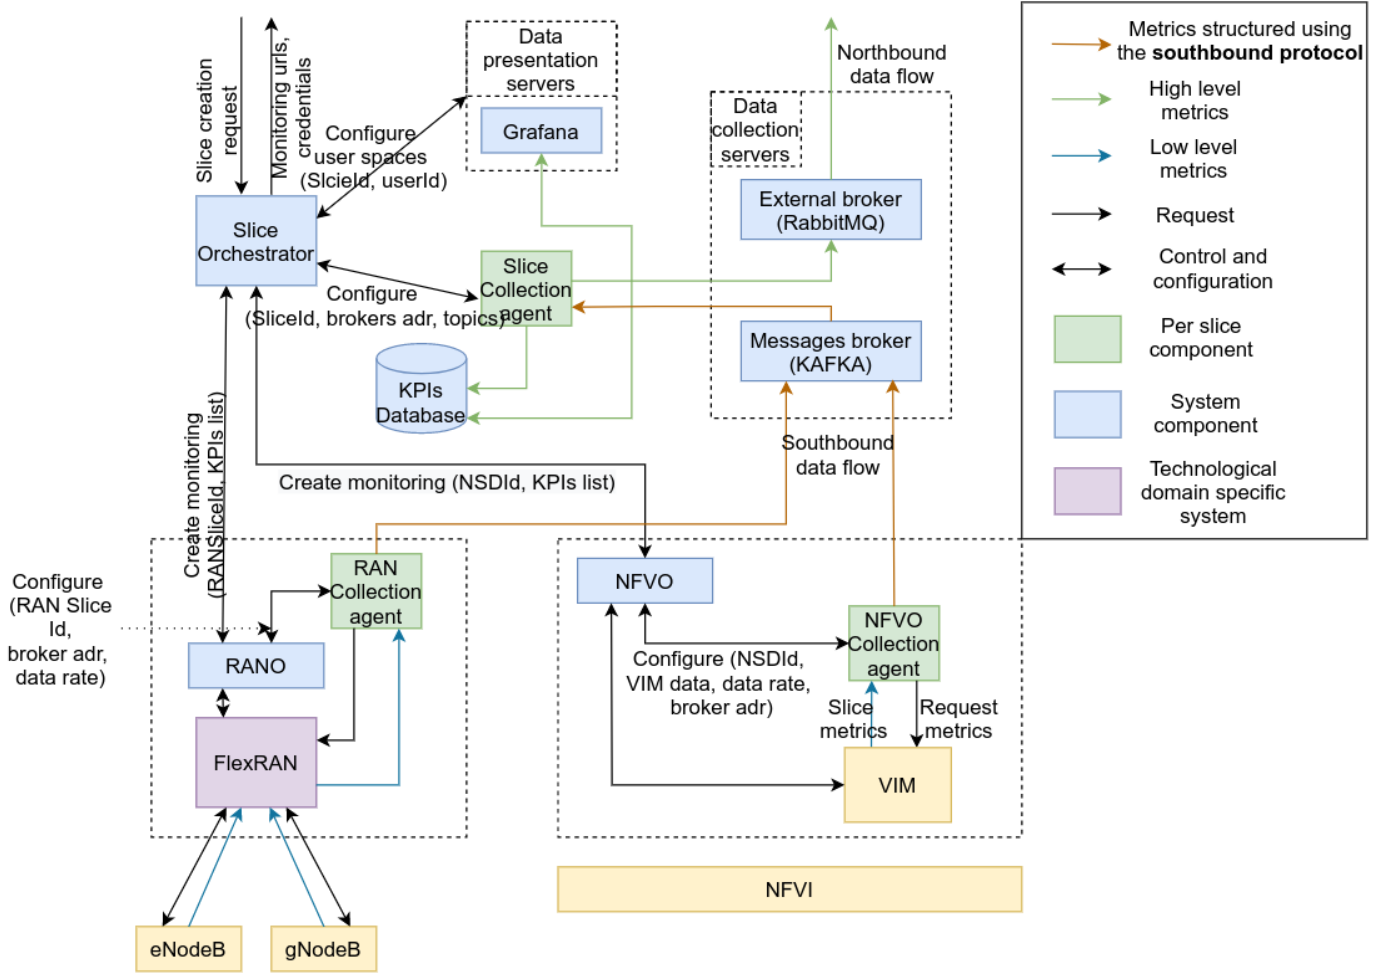 Slice creation
request
Monitoring urls,
credentials
Data
presentation
servers
Grafana
Configure
user spaces
(SlcieId, userId)
Northbound
data flow
Data
collection
servers
External broker
(RabbitMQ)
Slice
Orchestrator
Slice
Collection
agent
Configure
(SliceId, brokers adr, topics)
Messages broker
(KAFKA)
KPIs
Database
Southbound
data flow
Create monitoring
(RANSliceId, KPIs list)
Create monitoring (NSDId, KPIs list)
Configure
(RAN Slice
Id,
broker adr,
data rate)
RAN
Collection
agent
RANO
FlexRAN
eNodeB
gNodeB
NFVO
NFVO
Collection
agent
Configure (NSDId,
VIM data, data rate,
broker adr)
Slice
metrics
Request
metrics
VIM
NFVI
Metrics structured using
the southbound protocol
High level
metrics
Low level
metrics
Request
Control and
configuration
Per slice
component
System
component
Technological
domain specific
system